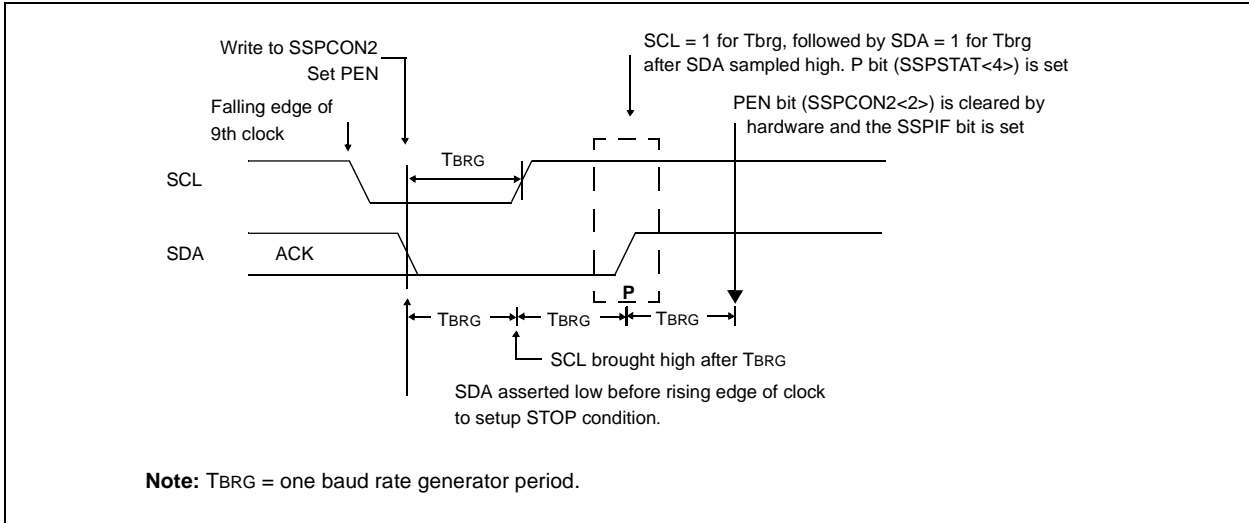 Write to SSPCON2
Set PEN
SCL = 1 for Tbrg, followed by SDA = 1 for Tbrg
after SDA sampled high. P bit (SSPSTAT<4>) is set
Falling edge of
9th clock
PEN bit (SSPCON2<2>) is cleared by
hardware and the SSPIF bit is set
TBRG
SCL
SDA
ACK
P
TBRG
TBRG
TBRG
SCL brought high after TBRG
SDA asserted low before rising edge of clock
to setup STOP condition.
Note: TBRG = one baud rate generator period.